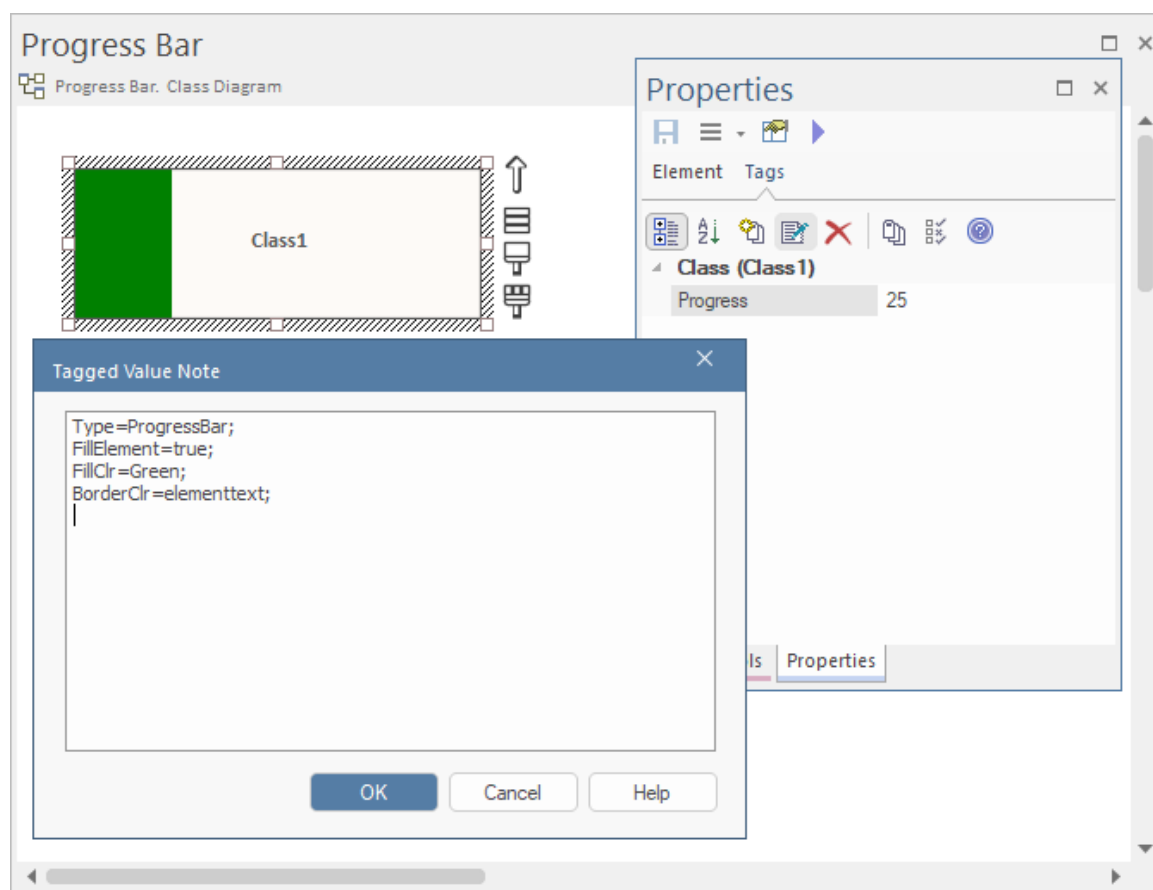 Progress Bar
Progress Bar. Class Diagram
Properties
Element Tags
Class1
Class (Class1)
Progress 25
Tagged Value Note
Type=ProgressBar;
FillElement=true;
FillClr=Green;
BorderClr=elementtext;
ls Properties
OK Cancel Help